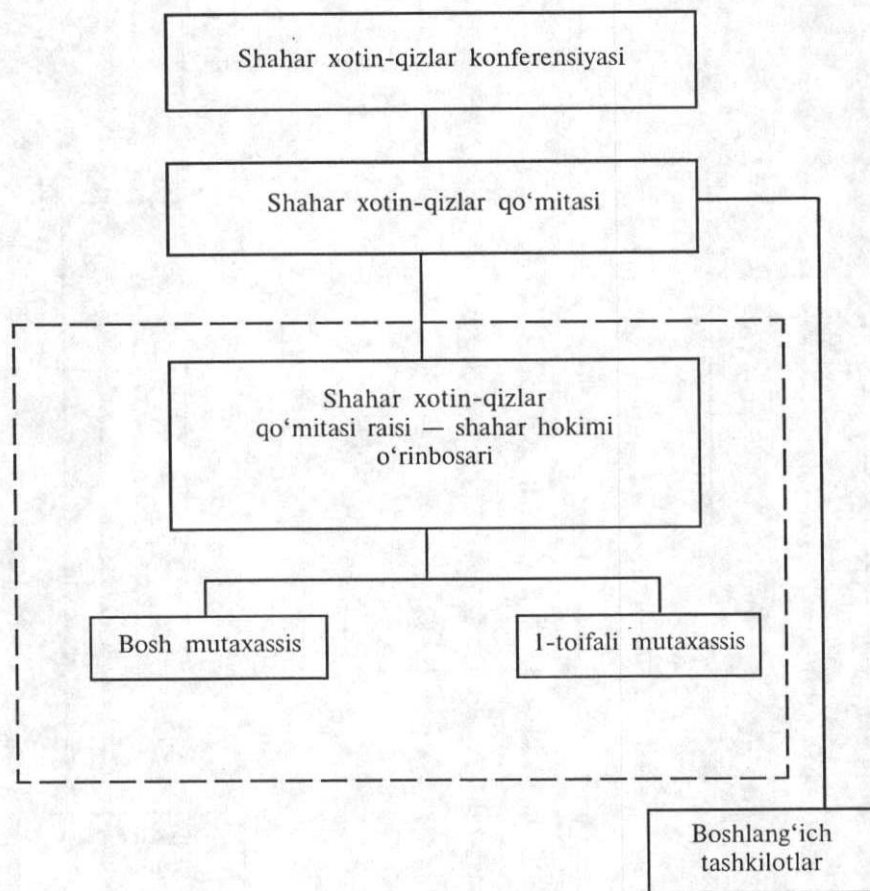 Shahar xotin-qizlar konferensiyasi
Shahar xotin-qizlar qo‘mitasi
Shahar xotin-qizlar
qo‘mitasi raisi — shahar hokimi
o‘rinbosari
Bosh mutaxassis
1-toifali mutaxassis
Boshlang‘ich
tashkilotlar